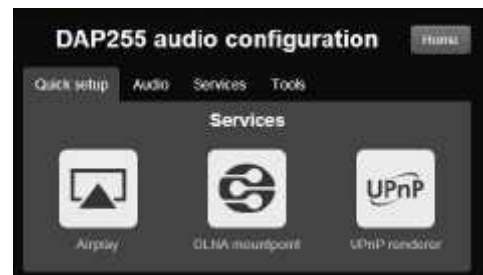 DAP255 audio configuration Home
Quick setup Audio Services Tools
Services
UPnP
Airplay DLNA mountpoint UPnP renderer